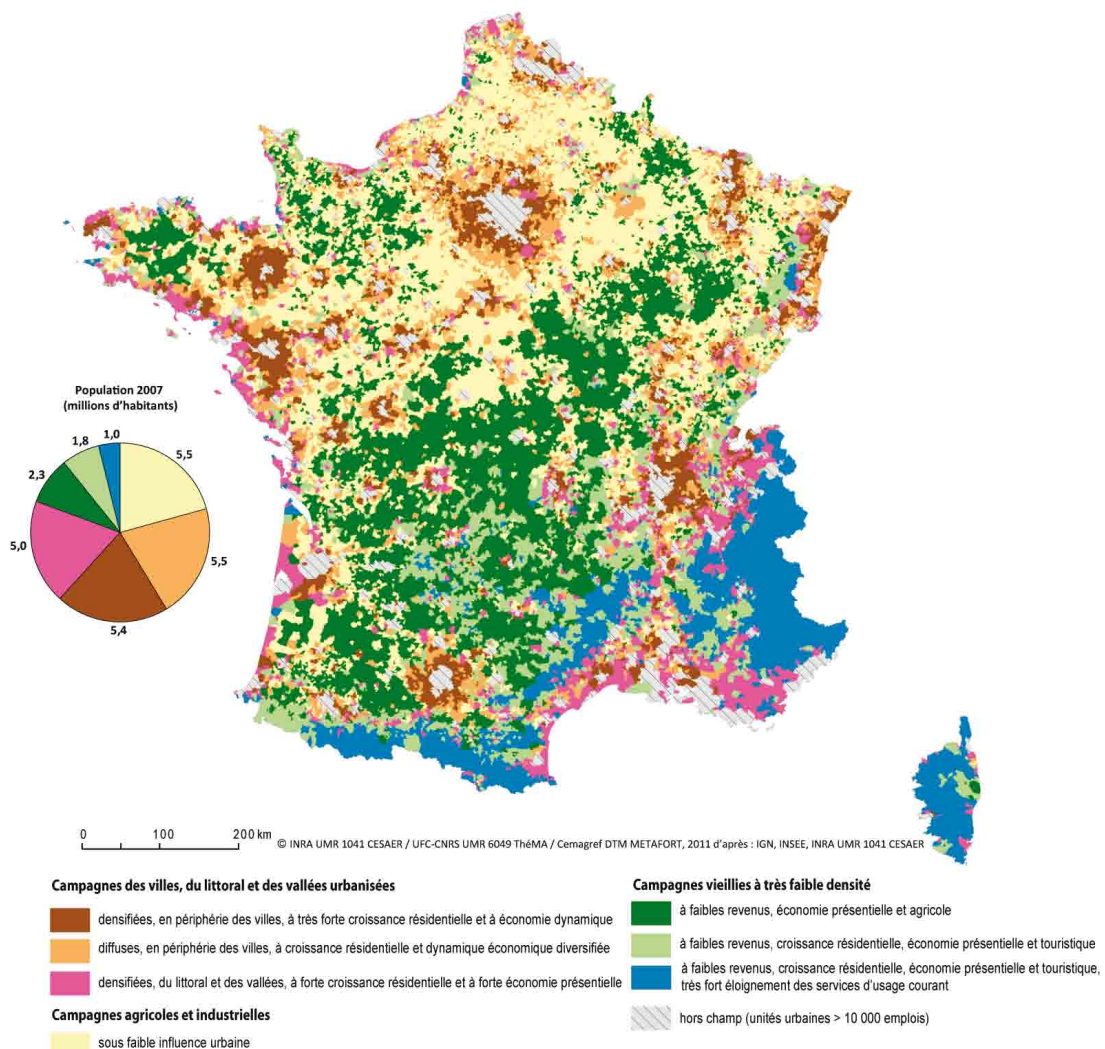 Population 2007
(millions d'habitants)
1,8
1,0
5,5
2,3
5,0
5,5
5,4
0
100
200 km
© INRA UMR 1041 CESAER / UFC-CNRS UMR 6049 ThéMA / Cemagref DTM METAFORT, 2011 d'après : IGN, INSEE, INRA UMR 1041 CESAER
Campagnes des villes, du littoral et des vallées urbanisées
densifiées, en périphérie des villes, à très forte croissance résidentielle et à économie dynamique
diffuses, en périphérie des villes, à croissance résidentielle et dynamique économique diversifiée
densifiées, du littoral et des vallées, à forte croissance résidentielle et à forte économie présentielle
Campagnes agricoles et industrielles
sous faible influence urbaine
Campagnes vieillies à très faible densité
à faibles revenus, économie présentielle et agricole
à faibles revenus, croissance résidentielle, économie présentielle et touristique
à faibles revenus, croissance résidentielle, économie présentielle et touristique,
très fort éloignement des services d'usage courant
hors champ (unités urbaines > 10 000 emplois)